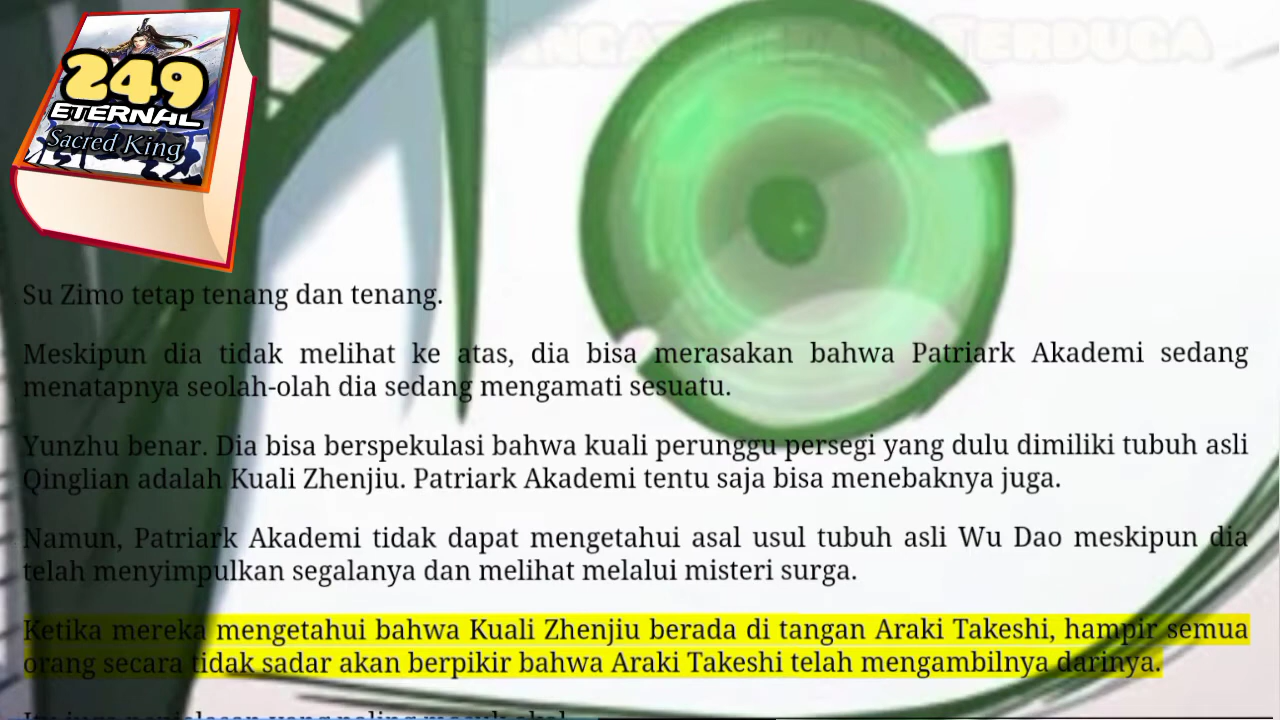 SANGAT TIDAK TERDUGA
249
ETERNAL
Sacred King
Su Zimo tetap tenang dan tenang.
Meskipun dia tidak melihat ke atas, dia bisa merasakan bahwa Patriark Akademi sedang
menatapnya seolah-olah dia sedang mengamati sesuatu.
Yunzhu benar. Dia bisa berspekulasi bahwa kuali perunggu persegi yang dulu dimiliki tubuh asli
Qinglian adalah Kuali Zhenjiu. Patriark Akademi tentu saja bisa menebaknya juga.
Namun, Patriark Akademi tidak dapat mengetahui asal usul tubuh asli Wu Dao meskipun dia
telah menyimpulkan segalanya dan melihat melalui misteri surga.
Ketika mereka mengetahui bahwa Kuali Zhenjiu berada di tangan Araki Takeshi, hampir semua
orang secara tidak sadar akan berpikir bahwa Araki Takeshi telah mengambilnya darinya.